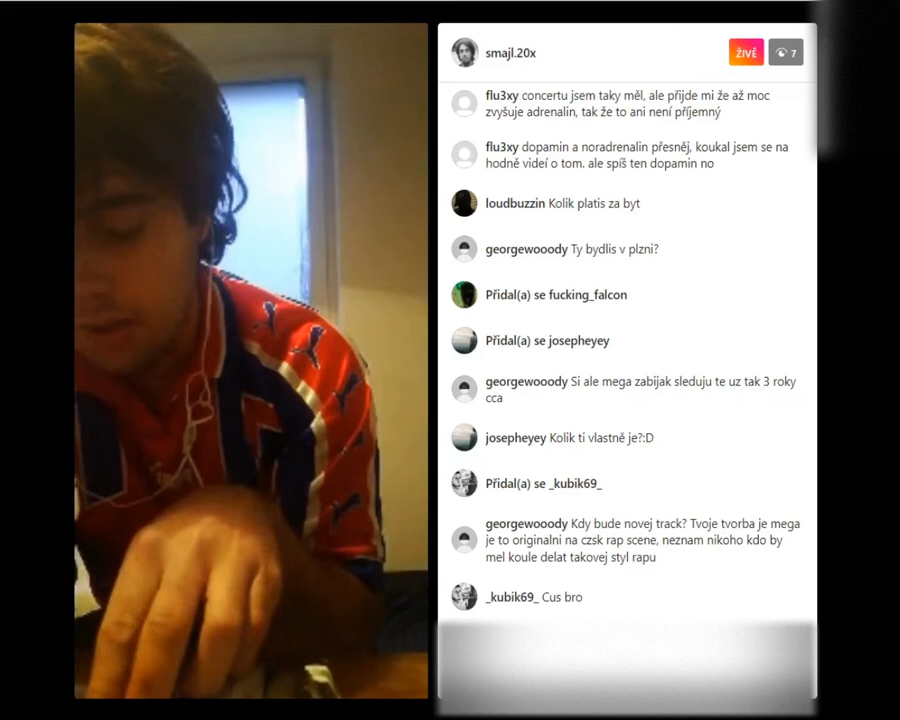 smajl.20x
ŽIVĚ
7
flu3xy concertu jsem taky měl, ale přijde mi že až moc
zvyšuje adrenalin, tak že to ani není příjemný
flu3xy dopamin a noradrenalin přesněj, koukal jsem se na
hodně videí o tom. ale spíš ten dopamin no
loudbuzzin Kolik platis za byt
georgewooody Ty bydlis v plzni?
Přidal(a) se fucking_falcon
Přidal(a) se josepheyey
georgewooody Si ale mega zabijak sleduju te uz tak 3 roky
cca
josepheyey Kolik ti vlastně je?:D
Přidal(a) se _kubik69_
georgewooody Kdy bude novej track? Tvoje tvorba je mega
je to originalni na czsk rap scene, neznam nikoho kdo by
mel koule delat takovej styl rapu
_kubik69_ Cus bro